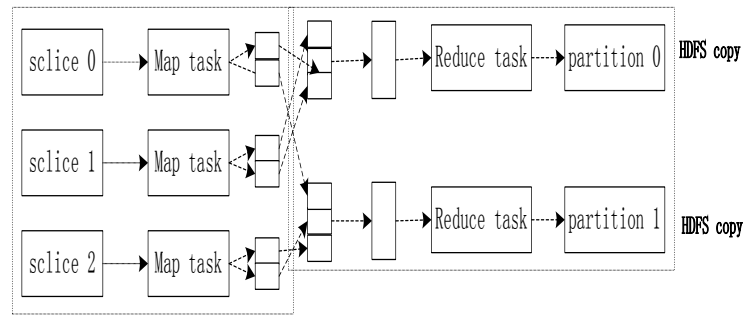 sclice 0
Map task
Reduce task
partition 0
HDFS copy
sclice 1
Map task
sclice 2
Map task
Reduce task
partition 1
HDFS copy